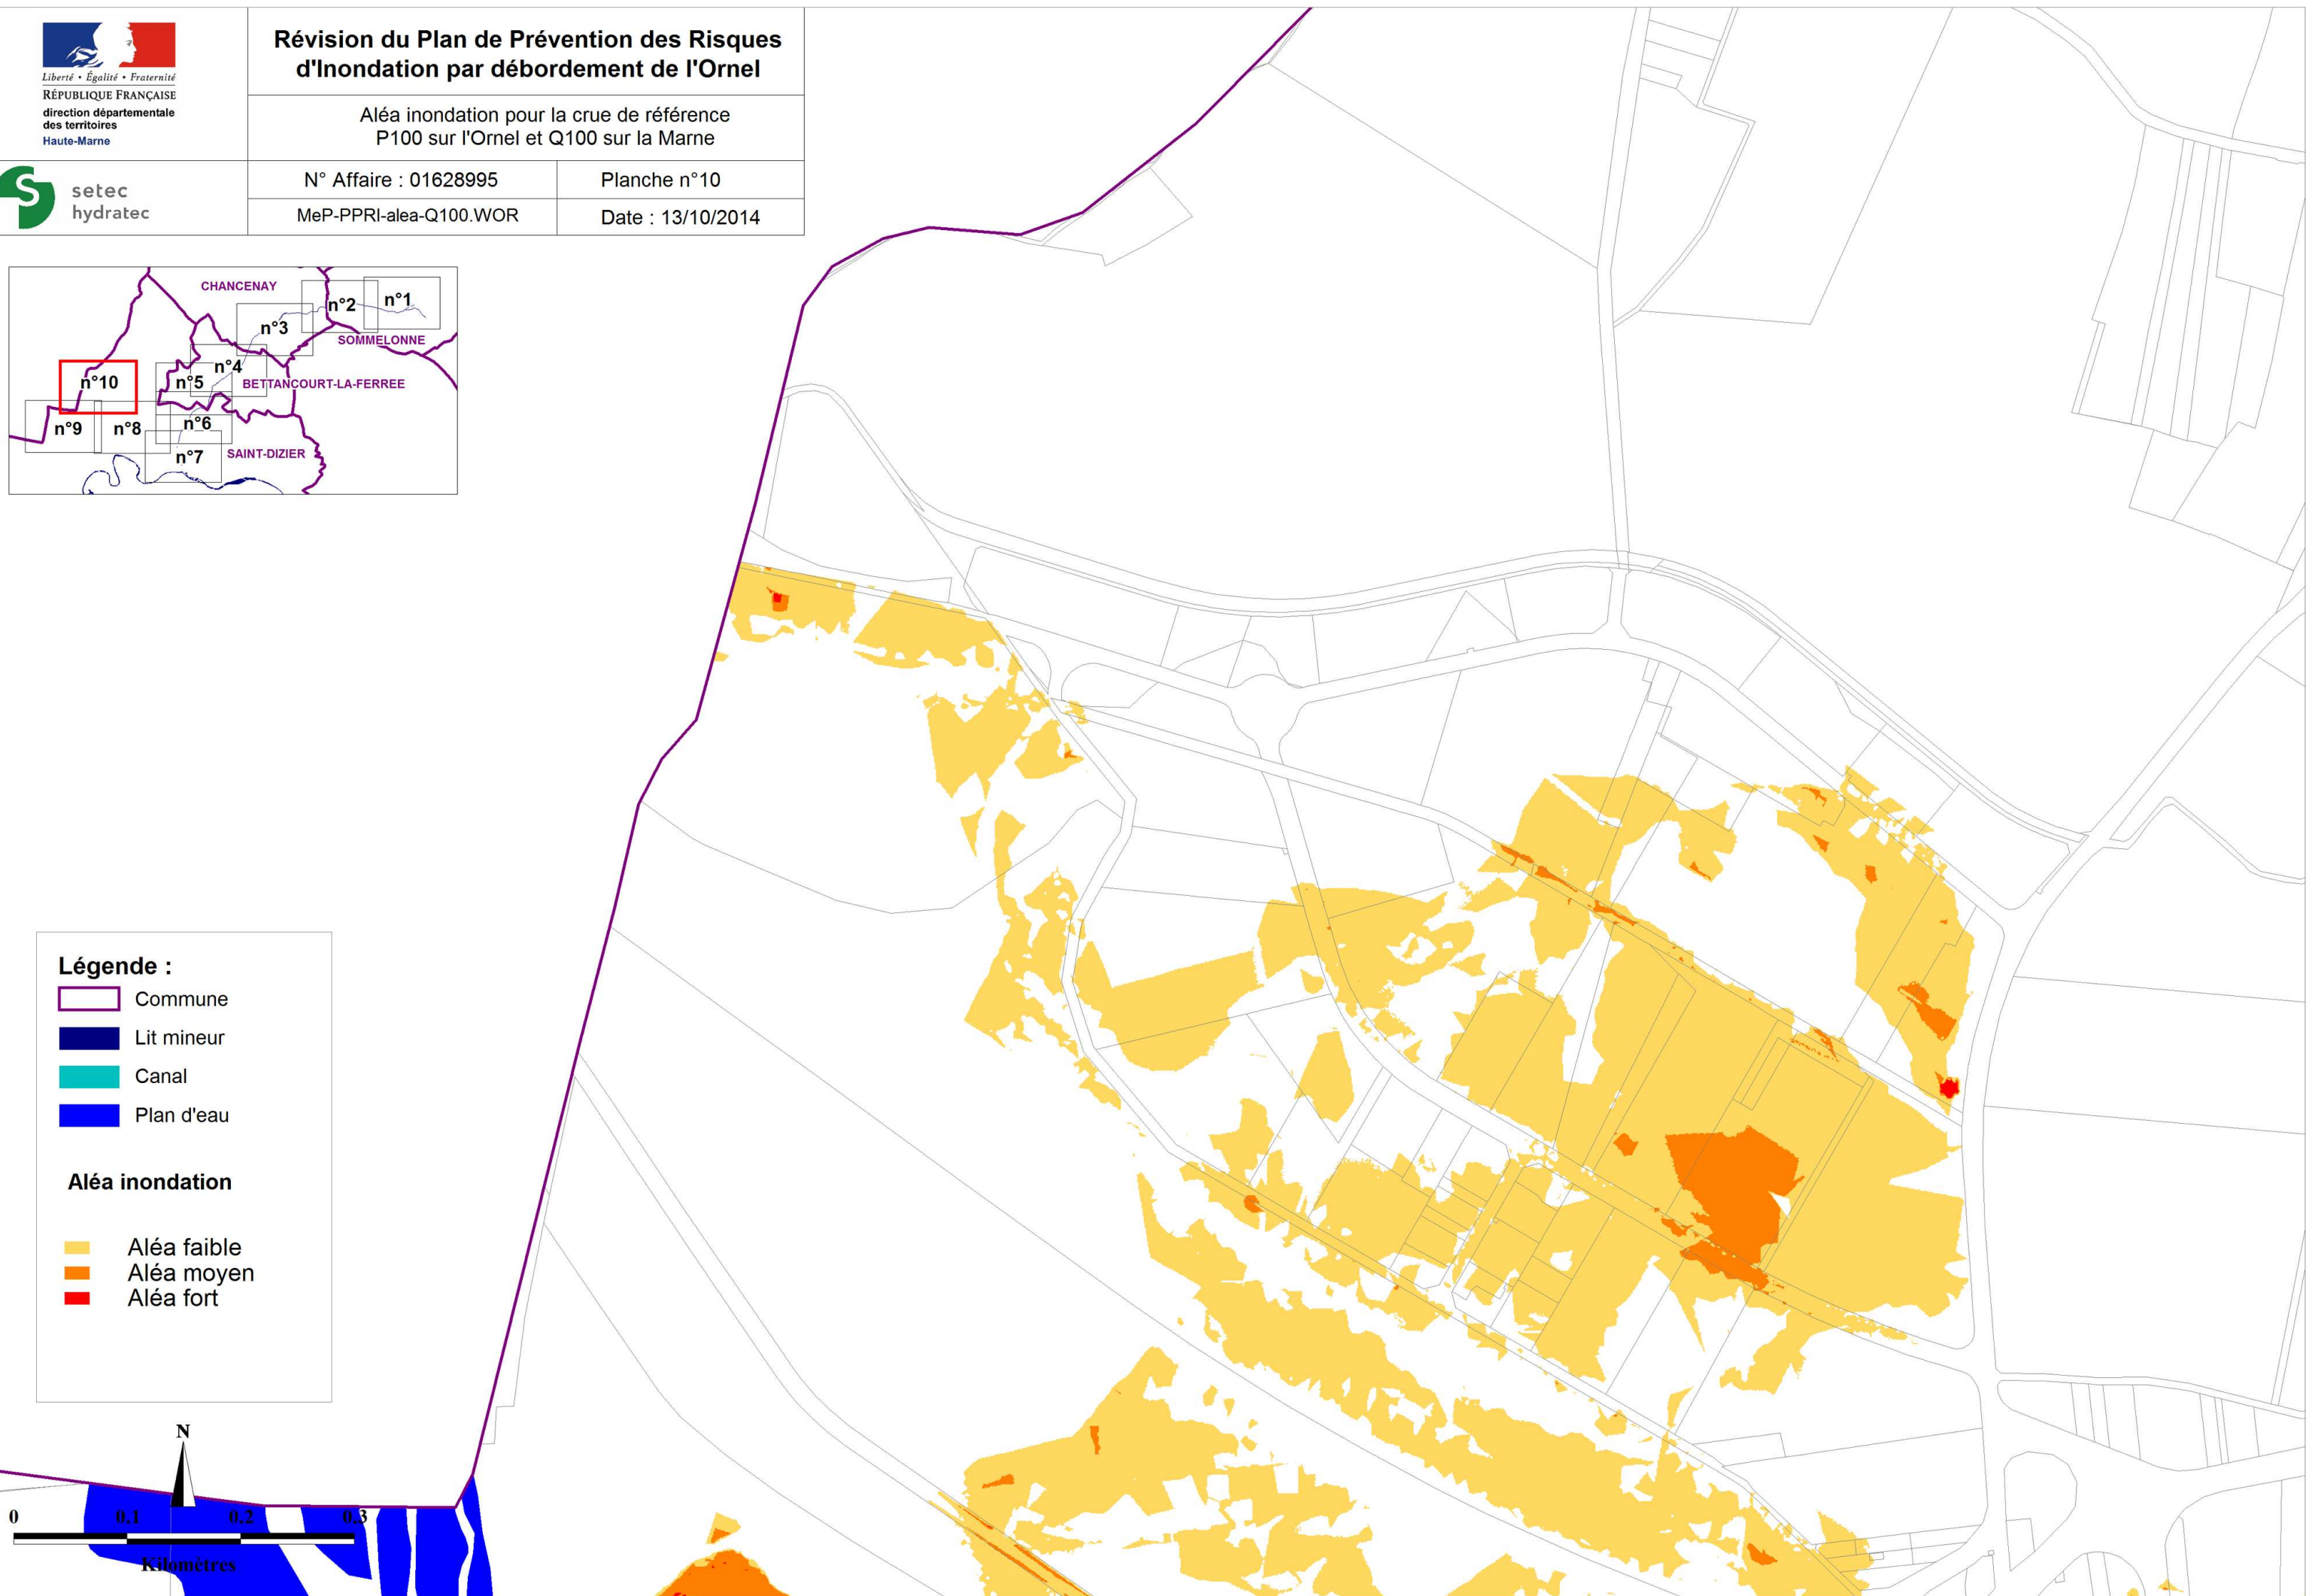 Liberté • Égalité • Fraternité
RÉPUBLIQUE FRANÇAISE
direction départementale
des territoires
Haute-Marne
Révision du Plan de Prévention des Risques
d'Inondation par débordement de l'Ornel
Aléa inondation pour la crue de référence
P100 sur l'Ornel et Q100 sur la Marne
setec
hydratec
N° Affaire : 01628995
Planche n°10
MeP-PPRI-alea-Q100.WOR
Date : 13/10/2014
CHANCENAY
n°1
n°2
n°3
SOMMELONNE
n°4
n°10
n°5
BETTANCOURT-LA-FERREE
n°9
n°8
n°6
n°7
SAINT-DIZIER
Légende :
Commune
Lit mineur
Canal
Plan d'eau
Aléa inondation
Aléa faible
Aléa moyen
Aléa fort
N
0 0.1 0.2 0.3
Kilomètres